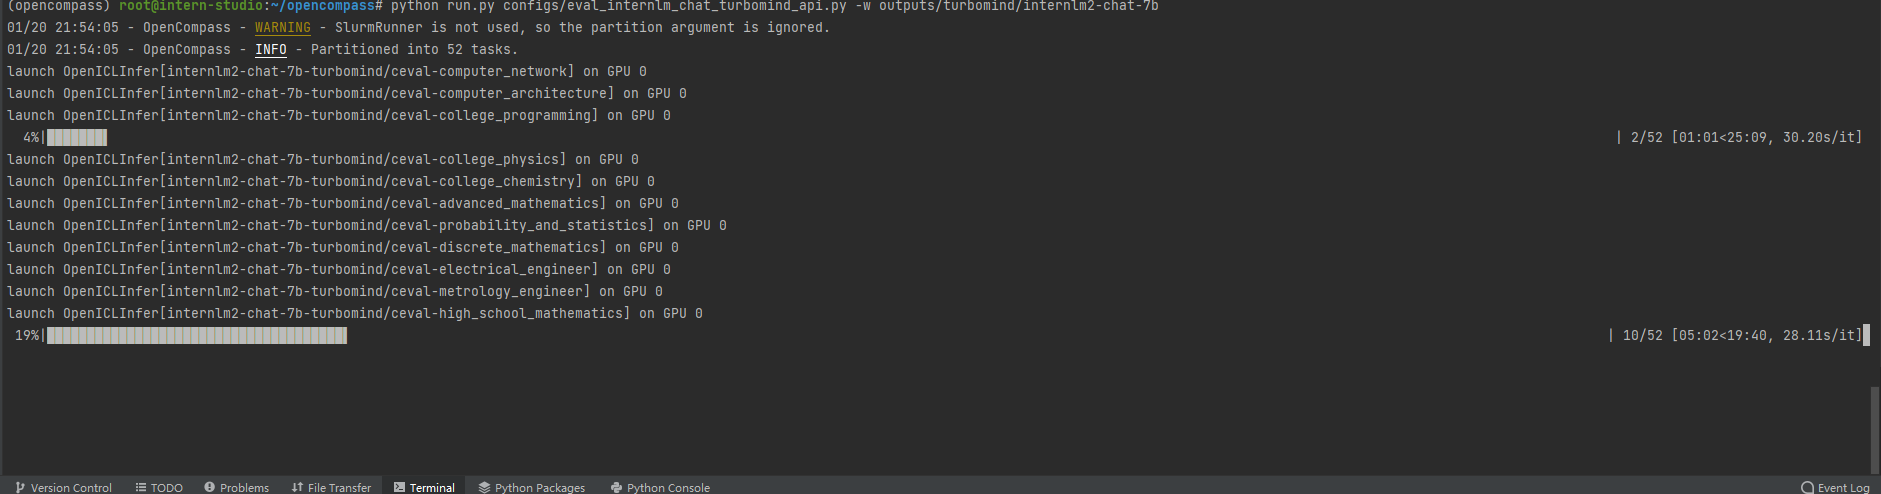 (opencompass) root@intern-studio:~/opencompass# python run.py configs/eval_internlm_chat_turbomind_api.py -w outputs/turbomind/internlm2-chat-7b
01/20 21:54:05 - OpenCompass - WARNING - SlurmRunner is not used, so the partition argument is ignored.
01/20 21:54:05 - OpenCompass - INFO - Partitioned into 52 tasks.
launch OpenICLInfer[internlm2-chat-7b-turbomind/ceval-computer_network] on GPU 0
launch OpenICLInfer[internlm2-chat-7b-turbomind/ceval-computer_architecture] on GPU 0
launch OpenICLInfer[internlm2-chat-7b-turbomind/ceval-college_programming] on GPU 0
4%| | 2/52 [01:01<25:09, 30.20s/it]
launch OpenICLInfer[internlm2-chat-7b-turbomind/ceval-college_physics] on GPU 0
launch OpenICLInfer[internlm2-chat-7b-turbomind/ceval-college_chemistry] on GPU 0
launch OpenICLInfer[internlm2-chat-7b-turbomind/ceval-advanced_mathematics] on GPU 0
launch OpenICLInfer[internlm2-chat-7b-turbomind/ceval-probability_and_statistics] on GPU 0
launch OpenICLInfer[internlm2-chat-7b-turbomind/ceval-discrete_mathematics] on GPU 0
launch OpenICLInfer[internlm2-chat-7b-turbomind/ceval-electrical_engineer] on GPU 0
launch OpenICLInfer[internlm2-chat-7b-turbomind/ceval-metrology_engineer] on GPU 0
launch OpenICLInfer[internlm2-chat-7b-turbomind/ceval-high_school_mathematics] on GPU 0
19%| | 10/52 [05:02<19:40, 28.11s/it]
Version Control TODO Problems File Transfer Terminal Python Packages Python Console Event Log